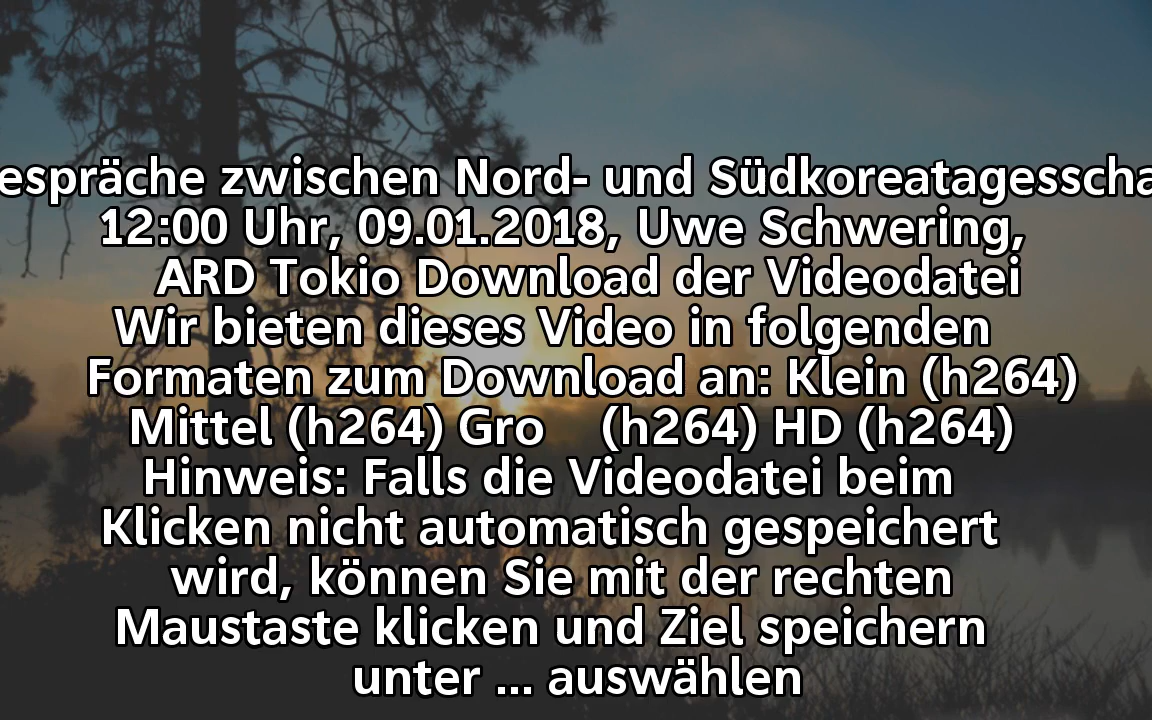 espräche zwischen Nord- und Südkoreatagesscha
12:00 Uhr, 09.01.2018, Uwe Schwering,
ARD Tokio Download der Videodatei
Wir bieten dieses Video in folgenden
Formaten zum Download an: Klein (h264)
Mittel (h264) Gro (h264) HD (h264)
Hinweis: Falls die Videodatei beim
Klicken nicht automatisch gespeichert
wird, können Sie mit der rechten
Maustaste klicken und Ziel speichern
unter ... auswählen